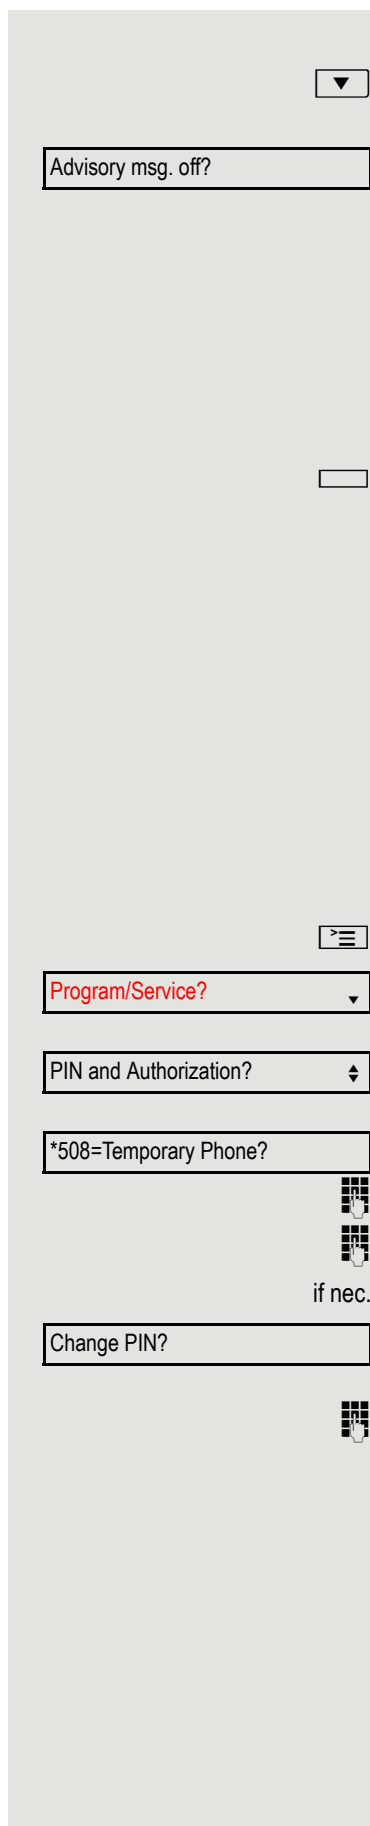 Advisory msg. off?
Program/Service?
PIN and Authorization?
*508=Temporary Phone?
if nec.
Change PIN?